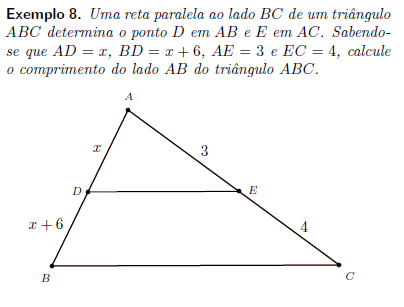 Exemplo 8. Uma reta paralela ao lado BC de um triângulo
ABC determina o ponto D em AB e E em AC. Sabendo-
se que AD = x, BD = x + 6, AE = 3 e EC = 4, calcule
o comprimento do lado AB do triângulo ABC.
A
x
3
D
E
x + 6
4
B
C